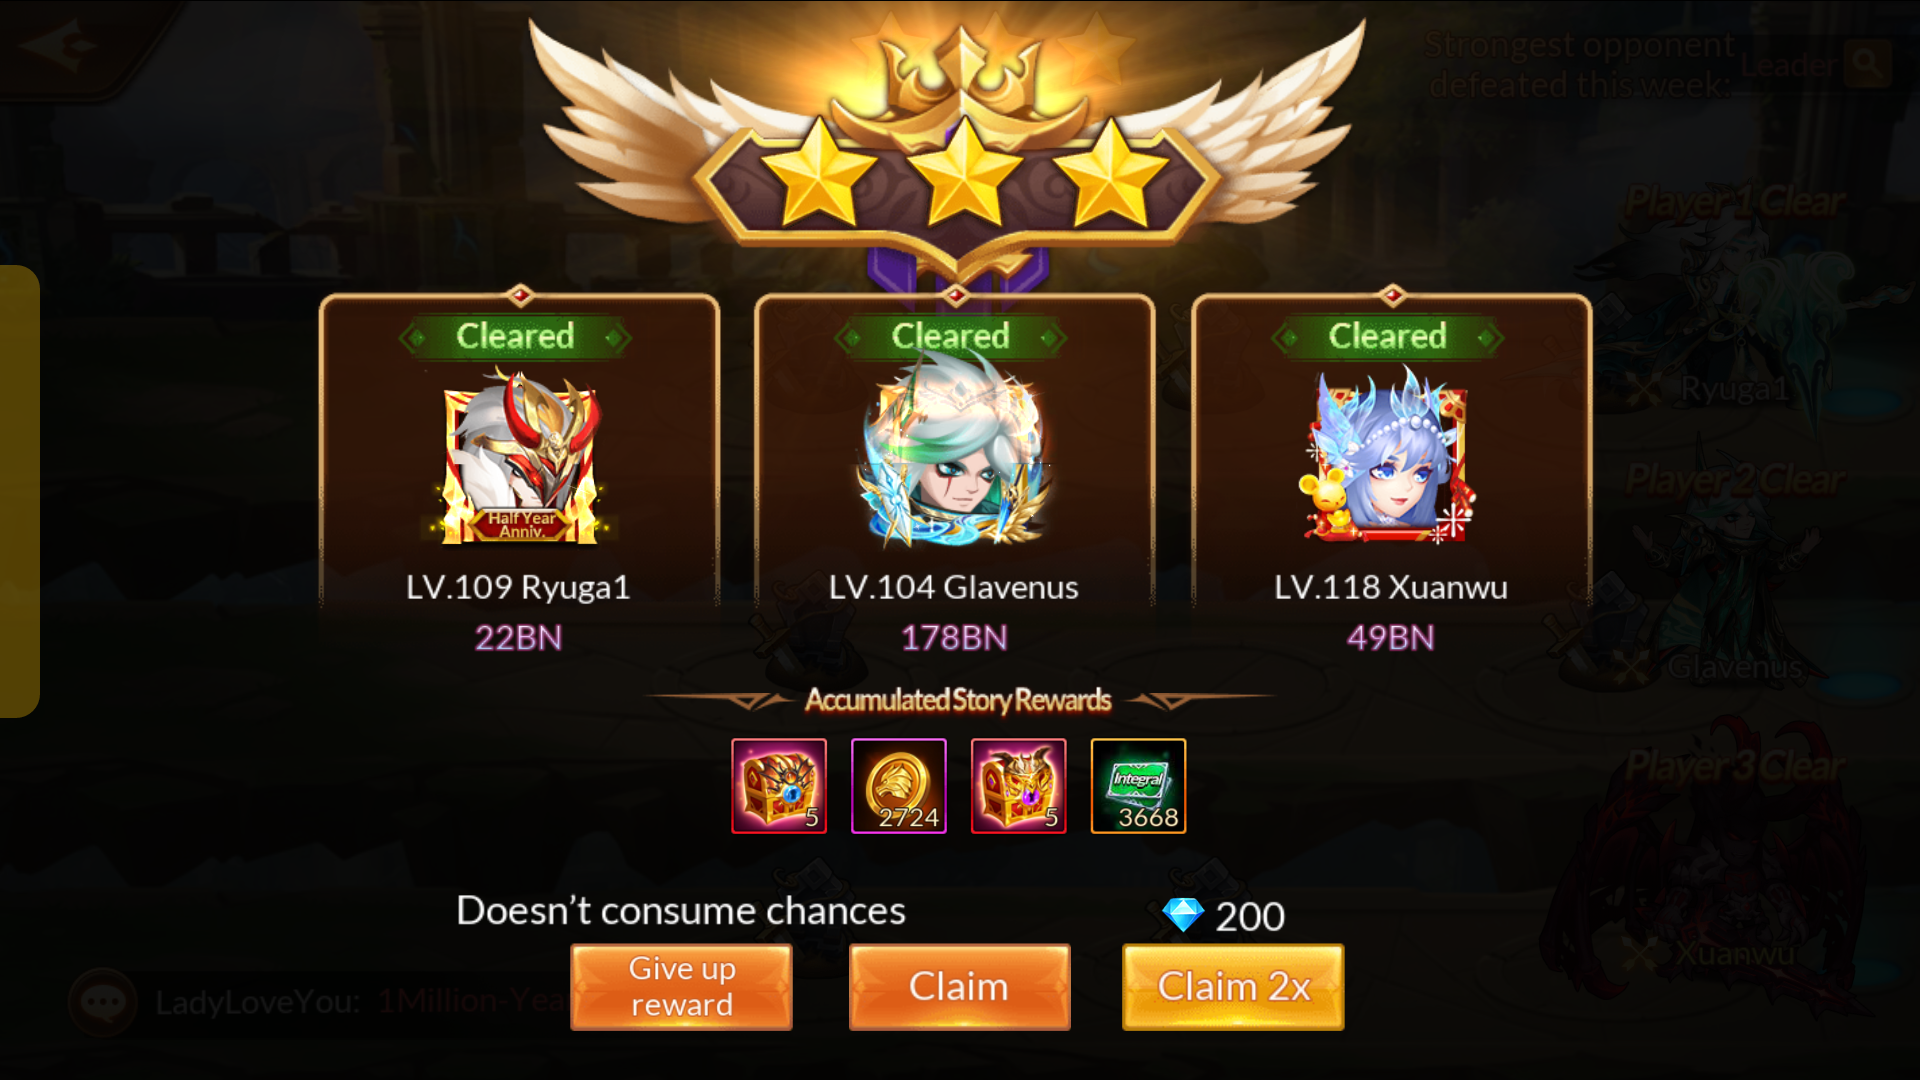 Strongest opponent
defeated this week:
Leader
Player 1 Clear
Cleared
Cleared
Cleared
Ryuga1
Half Year
Anniv.
Player 2 Clear
LV.109 Ryuga1
LV.104 Glavenus
LV.118 Xuanwu
22BN
178BN
49BN
Glavenus
Accumulated Story Rewards
Player 3 Clear
5
2724
5
Integral
3668
Doesn't consume chances
200
Xuanwu
Give up
reward
Claim
Claim 2x
LadyLoveYou: 1Million-Yea